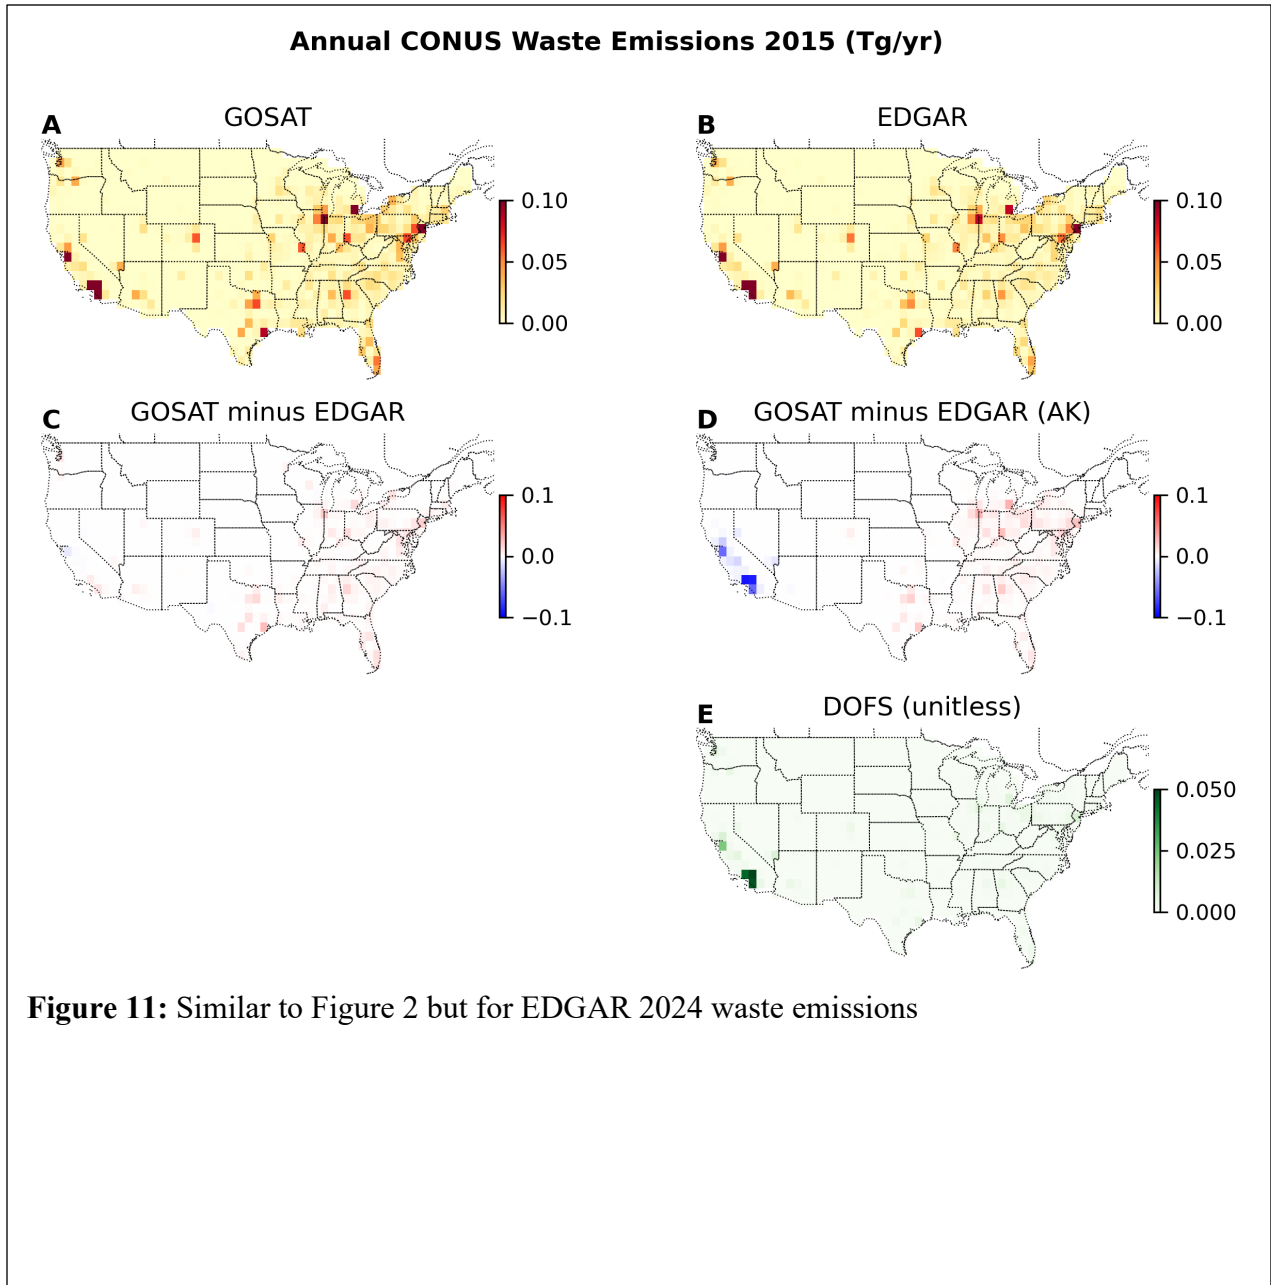 Annual CONUS Waste Emissions 2015 (Tg/yr)
A GOSAT
0.10
0.05
0.00
B EDGAR
0.10
0.05
0.00
C GOSAT minus EDGAR
0.1
0.0
−0.1
D GOSAT minus EDGAR (AK)
0.1
0.0
−0.1
E DOFS (unitless)
0.050
0.025
0.000
Figure 11: Similar to Figure 2 but for EDGAR 2024 waste emissions